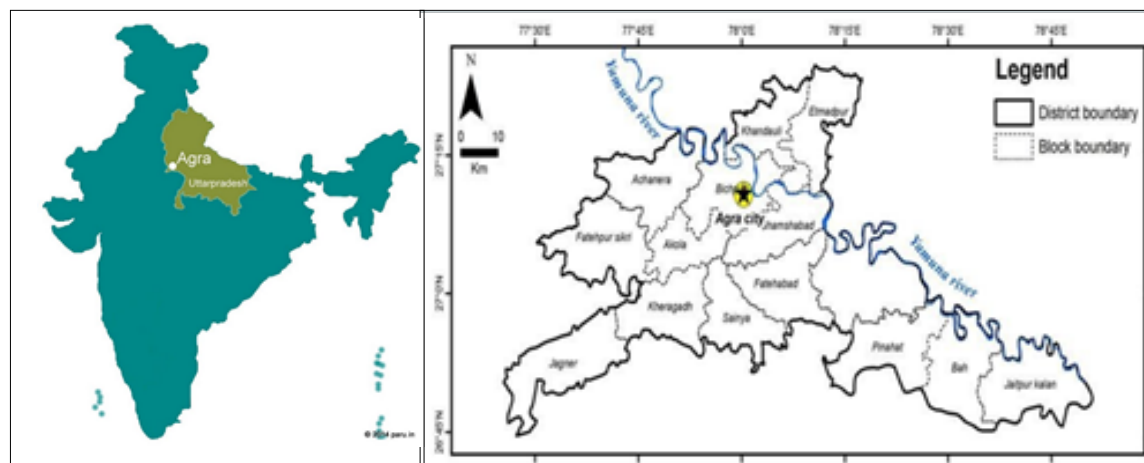 Agra
Uttarpradesh
77°30'E
77°45'E
78°0'E
78°15'E
78°30'E
78°45'E
27°15'N
27°0'N
26°45'N
N
0 10
Km
Legend
District boundary
Block boundary
Yamuna river
Etmadpur
Khandauli
Achanera
Bich
Agra city
hamshabad
Fatehpur sikri
Akola
Fatehabad
Yamuna river
Kheragadh
Sainya
Jagner
Pinahat
Bah
Jaitpur kalan